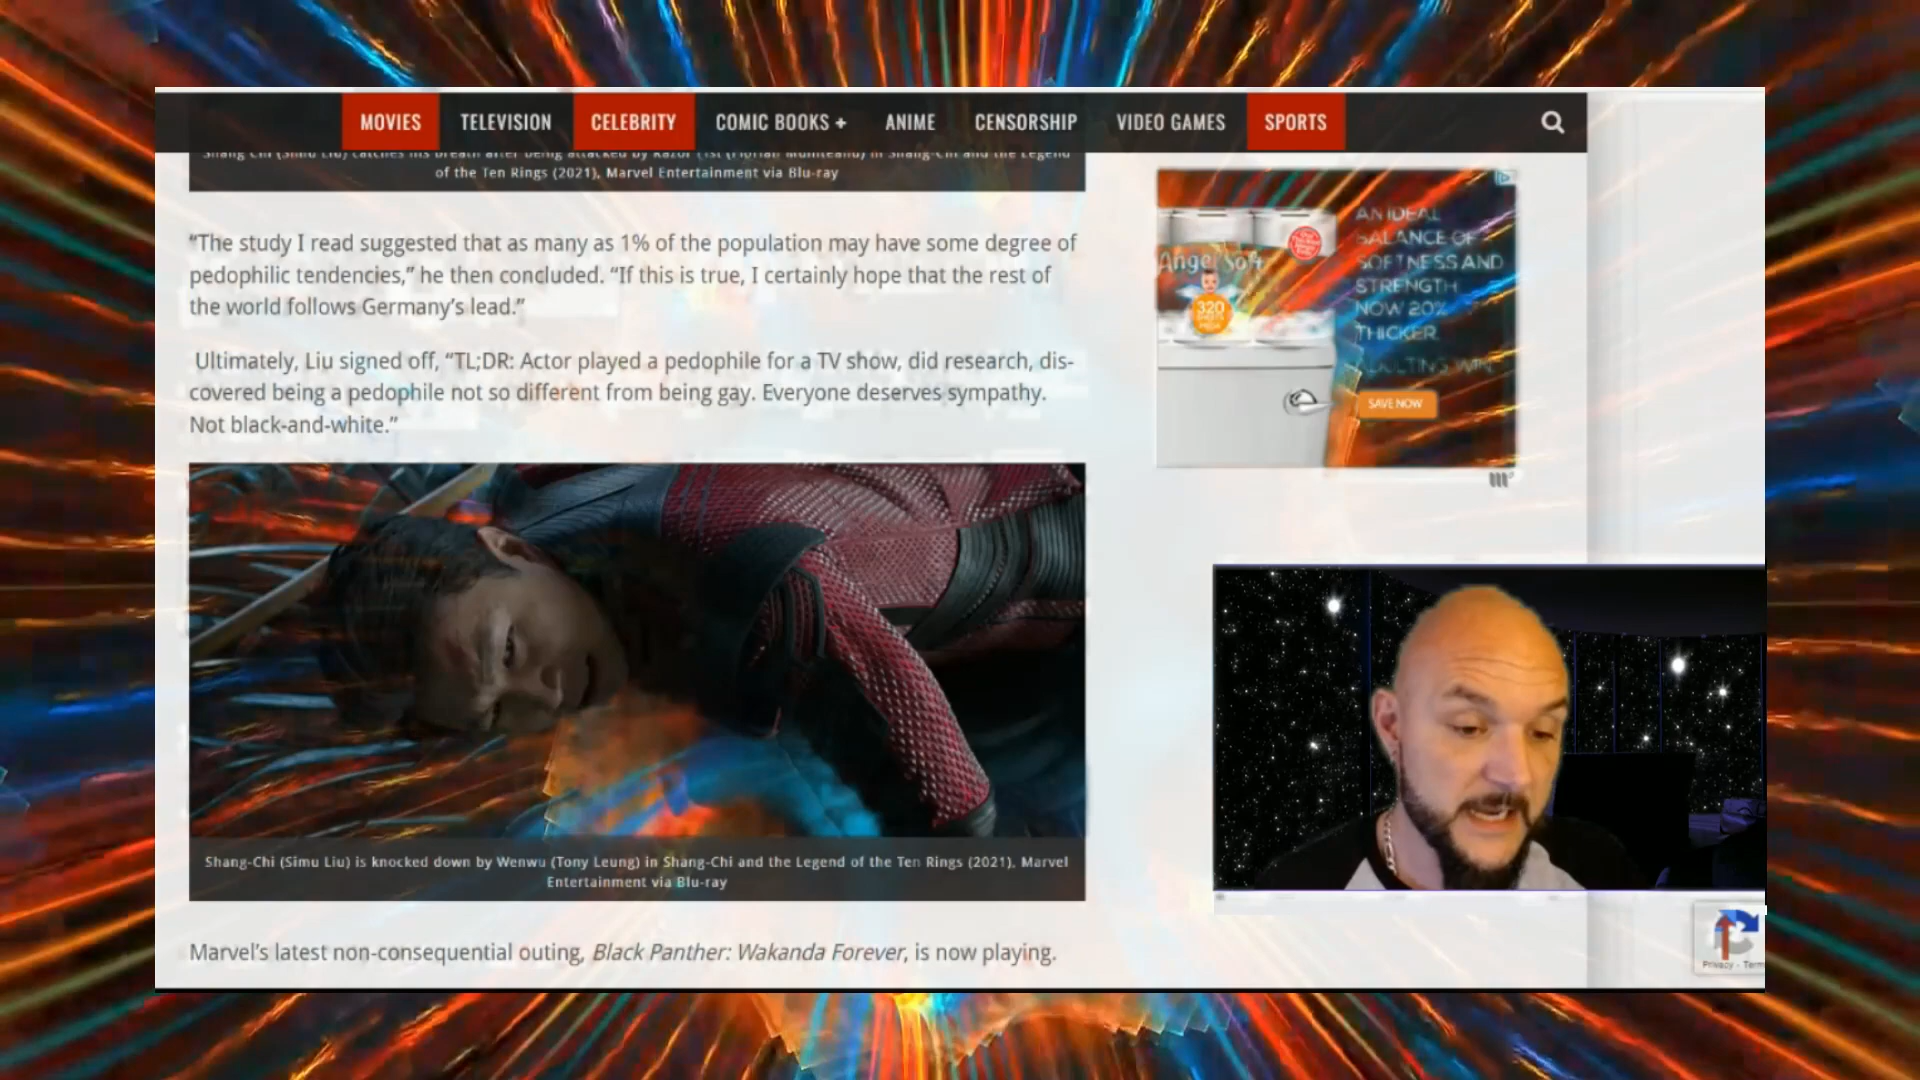 MOVIES TELEVISION CELEBRITY COMIC BOOKS + ANIME CENSORSHIP VIDEO GAMES SPORTS
Shang-Chi (Simu Liu) catches his breath after being attacked by Razor Fist (Florian Munteanu) in Shang-Chi and the Legend
of the Ten Rings (2021), Marvel Entertainment via Blu-ray
“The study I read suggested that as many as 1% of the population may have some degree of
pedophilic tendencies,” he then concluded. “If this is true, I certainly hope that the rest of
the world follows Germany’s lead.”
Ultimately, Liu signed off, “TL;DR: Actor played a pedophile for a TV show, did research, dis-
covered being a pedophile not so different from being gay. Everyone deserves sympathy.
Not black-and-white.”
Shang-Chi (Simu Liu) is knocked down by Wenwu (Tony Leung) in Shang-Chi and the Legend of the Ten Rings (2021), Marvel
Entertainment via Blu-ray
Marvel’s latest non-consequential outing, Black Panther: Wakanda Forever, is now playing.
Angel Soft
320
AN IDEAL
BALANCE OF
SOFTNESS AND
STRENGTH
NOW 20%
THICKER.
SAVE NOW
Privacy - Term